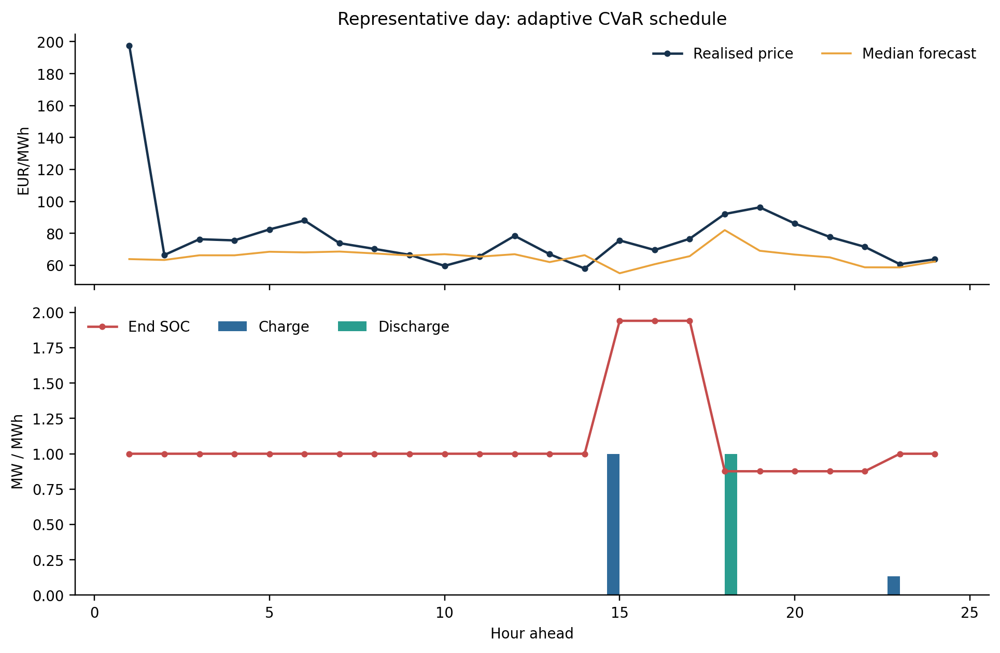 Representative day: adaptive CVaR schedule
Realised price Median forecast
EUR/MWh
200
180
160
140
120
100
80
60
End SOC Charge Discharge
MW / MWh
2.00
1.75
1.50
1.25
1.00
0.75
0.50
0.25
0.00
0 5 10 15 20 25
Hour ahead